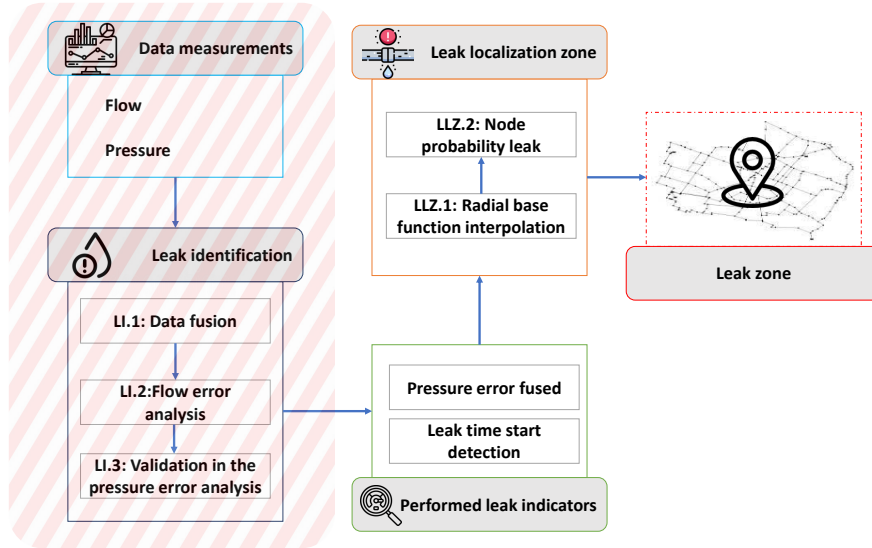 Data measurements
Flow
Pressure
Leak identification
LI.1: Data fusion
LI.2:Flow error
analysis
LI.3: Validation in the
pressure error analysis
Leak localization zone
LLZ.2: Node
probability leak
LLZ.1: Radial base
function interpolation
Pressure error fused
Leak time start
detection
Performed leak indicators
Leak zone